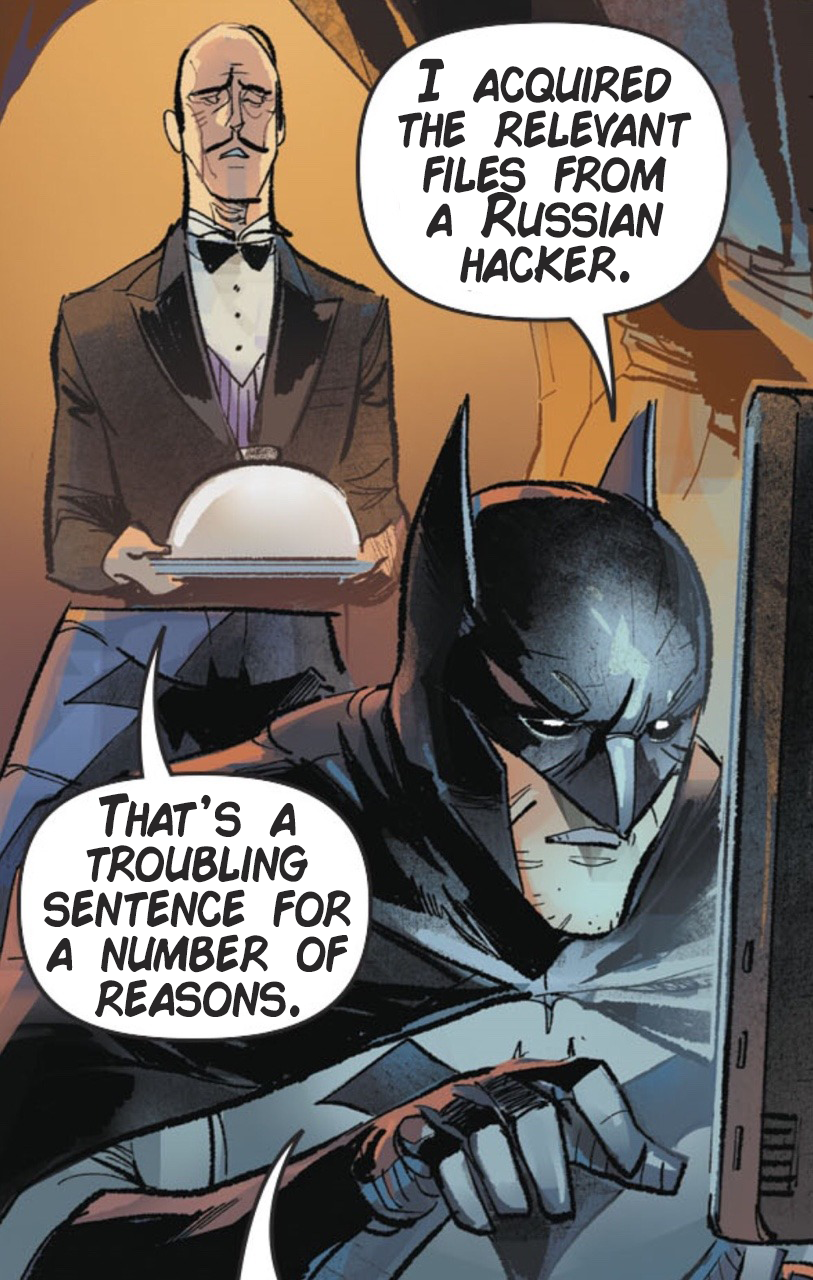 I ACQUIRED
THE RELEVANT
FILES FROM
A RUSSIAN
HACKER.
THAT'S A
TROUBLING
SENTENCE FOR
A NUMBER OF
REASONS.